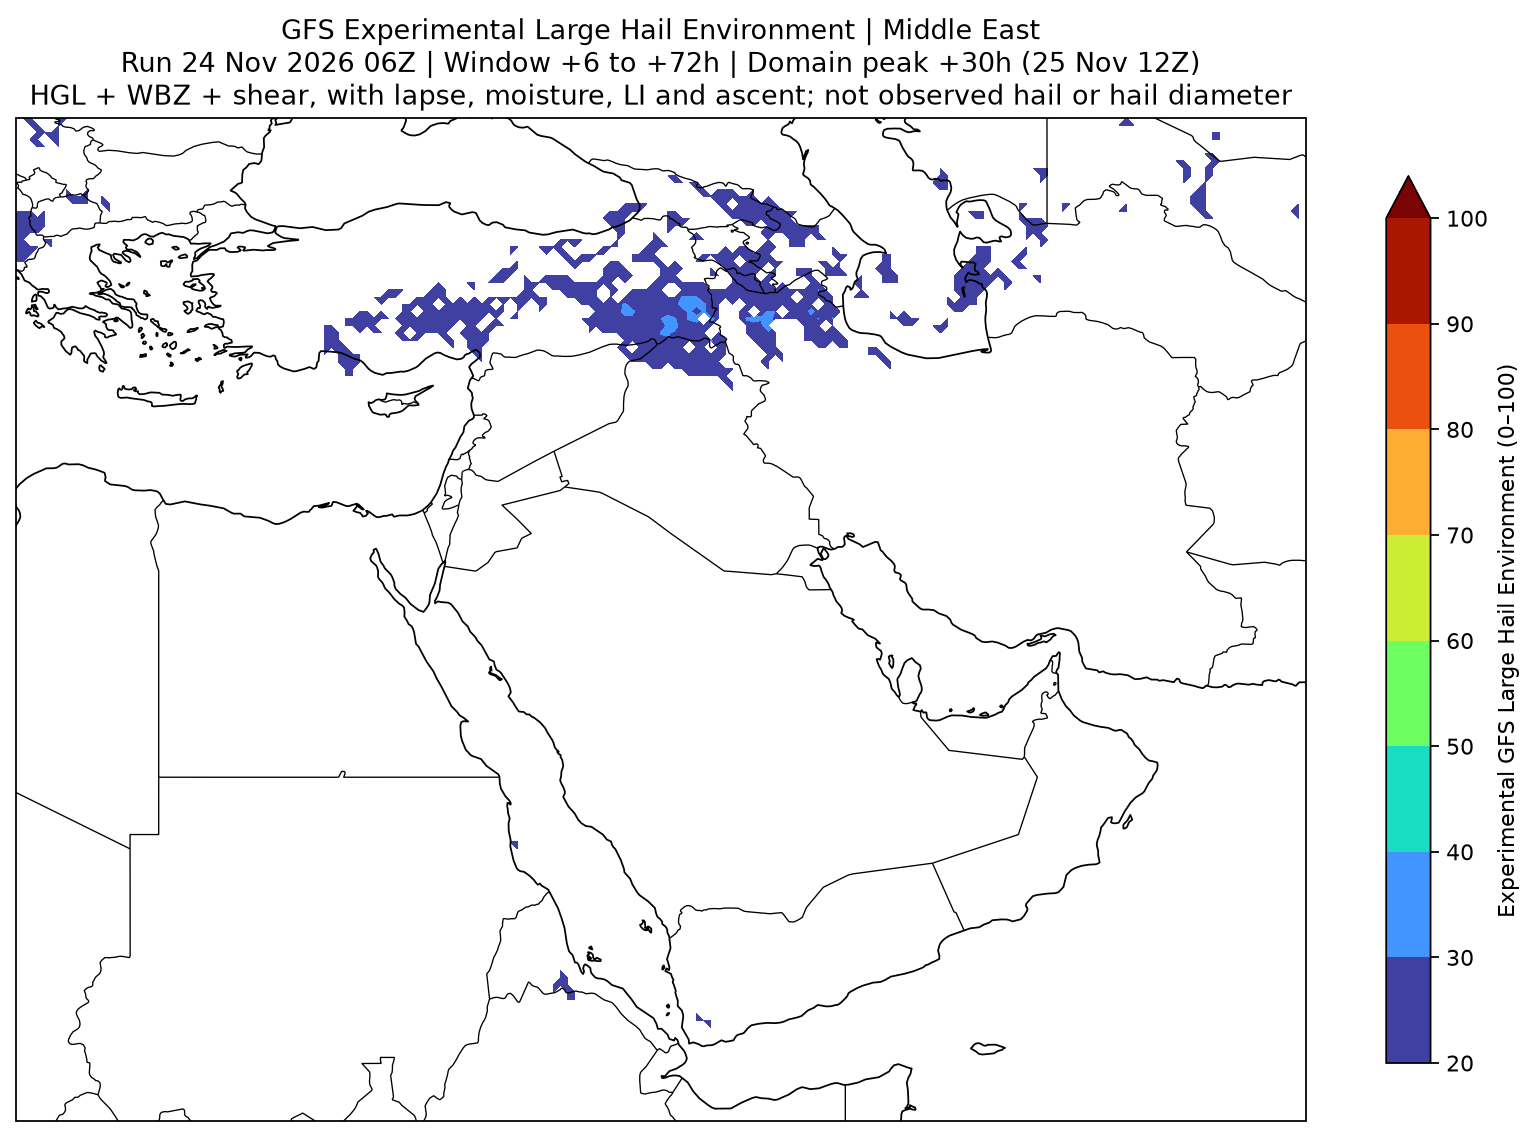 GFS Experimental Large Hail Environment | Middle East
Run 24 Nov 2026 06Z | Window +6 to +72h | Domain peak +30h (25 Nov 12Z)
HGL + WBZ + shear, with lapse, moisture, LI and ascent; not observed hail or hail diameter
100
90
80
70
60
50
40
30
20
Experimental GFS Large Hail Environment (0–100)